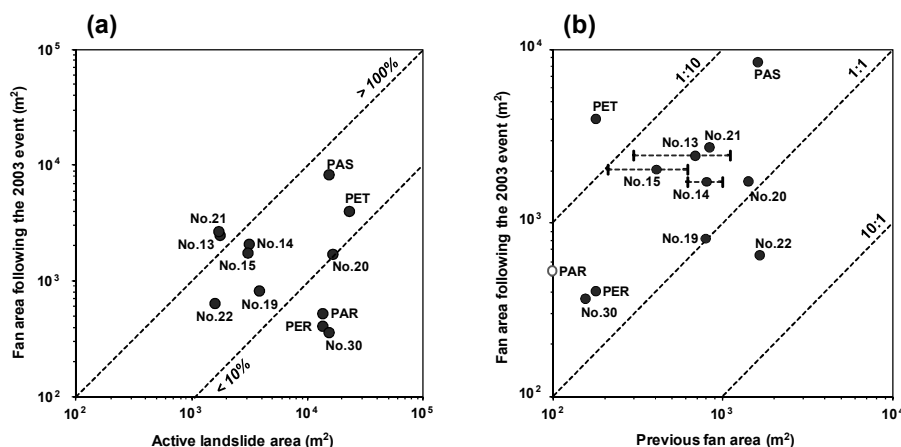 (a)
10⁵
10⁴
10³
10²
Fan area following the 2003 event (m²)
> 100%
PAS
PET
No.21
No.13
No.14
No.15
No.20
No.22
No.19
PER
PAR
No.30
< 10%
10²
10³
10⁴
10⁵
Active landslide area (m²)
(b)
10⁴
10³
10²
Fan area following the 2003 event (m²)
1:10
1:1
PAS
PET
No.21
No.13
No.15
No.14
No.20
No.19
No.22
10:1
PAR
PER
No.30
10²
10³
10⁴
Previous fan area (m²)